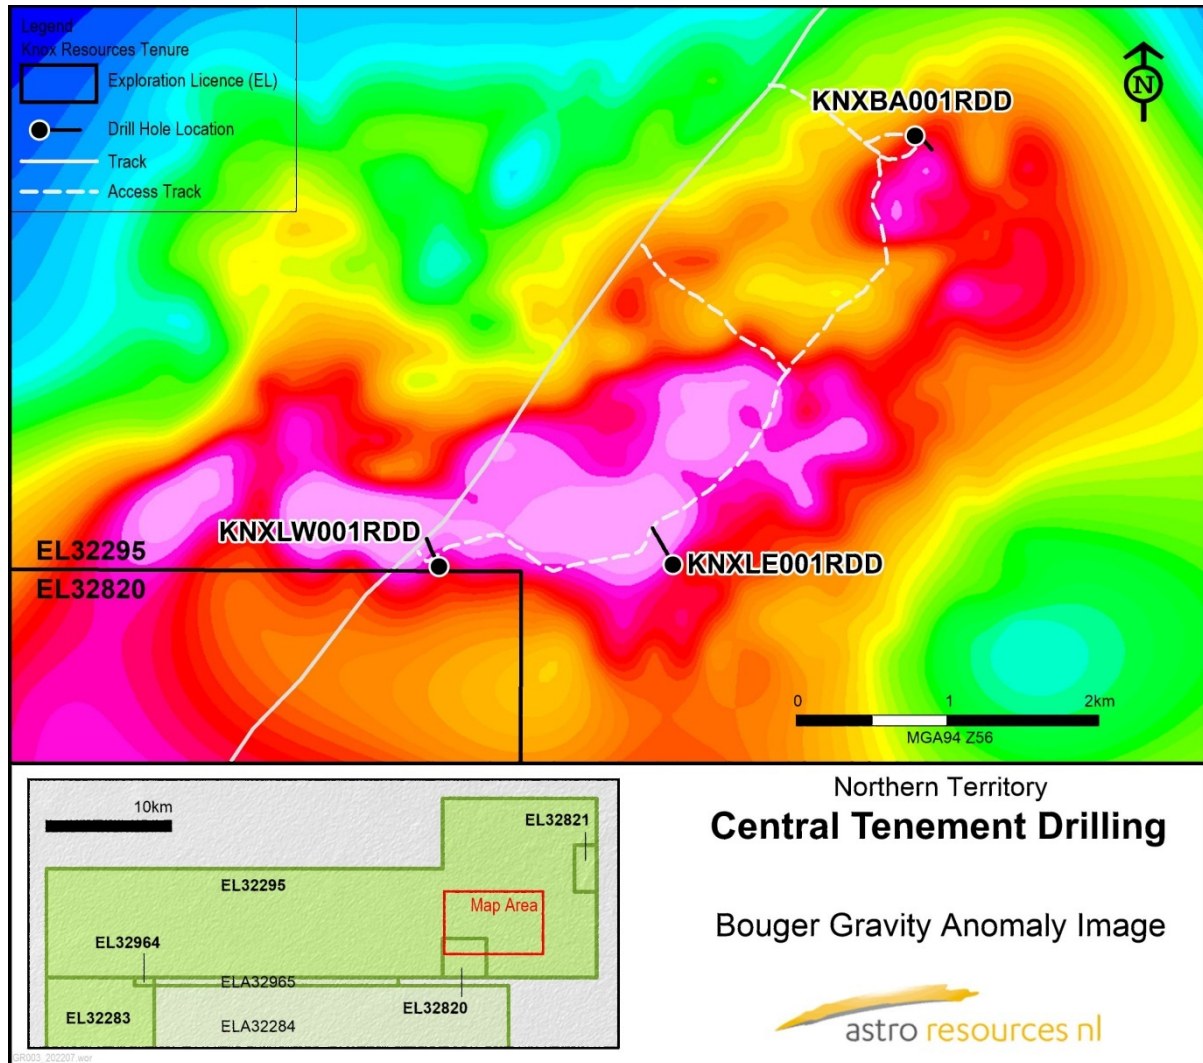 Legend
Knox Resources Tenure
Exploration Licence (EL)
Drill Hole Location
Track
Access Track
N
KNXBA001RDD
KNXLW001RDD
KNXLE001RDD
EL32295
EL32820
0 1 2km
MGA94 Z56
10km
EL32821
EL32295
Map Area
EL32964
ELA32965
EL32820
EL32283
ELA32284
GR003_202207.wor
Northern Territory
Central Tenement Drilling
Bouger Gravity Anomaly Image
astro resources nl